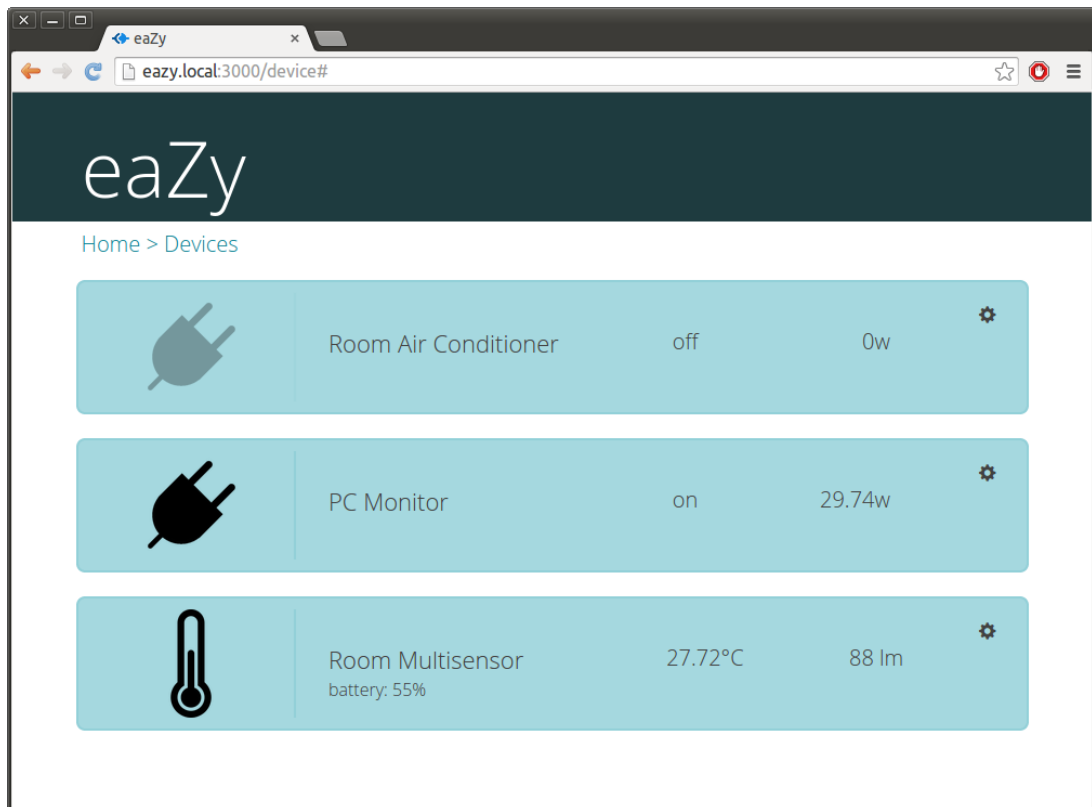 eaZy
eazy.local:3000/device#
eaZy
Home > Devices
Room Air Conditioner off 0w
PC Monitor on 29.74w
Room Multisensor 27.72°C 88 lm
battery: 55%